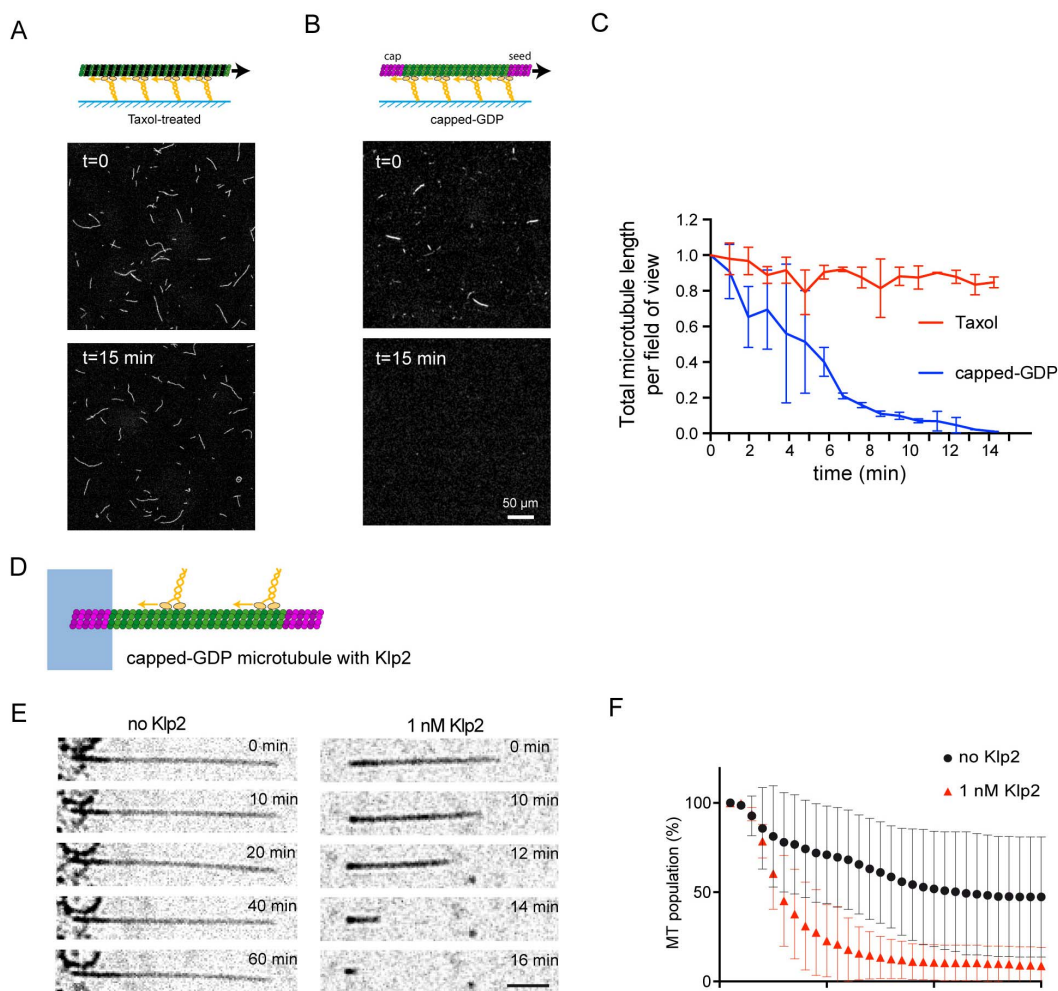 A
Taxol-treated
t=0
t=15 min
B
cap
seed
capped-GDP
t=0
t=15 min
50 µm
C
Total microtubule length
per field of view
1.2
1.0
0.8
0.6
0.4
0.2
0.0
0 2 4 6 8 10 12 14
time (min)
Taxol
capped-GDP
D
capped-GDP microtubule with Klp2
E
no Klp2
0 min
10 min
20 min
40 min
60 min
1 nM Klp2
0 min
10 min
12 min
14 min
16 min
F
no Klp2
1 nM Klp2
MT population (%)
100
50
0